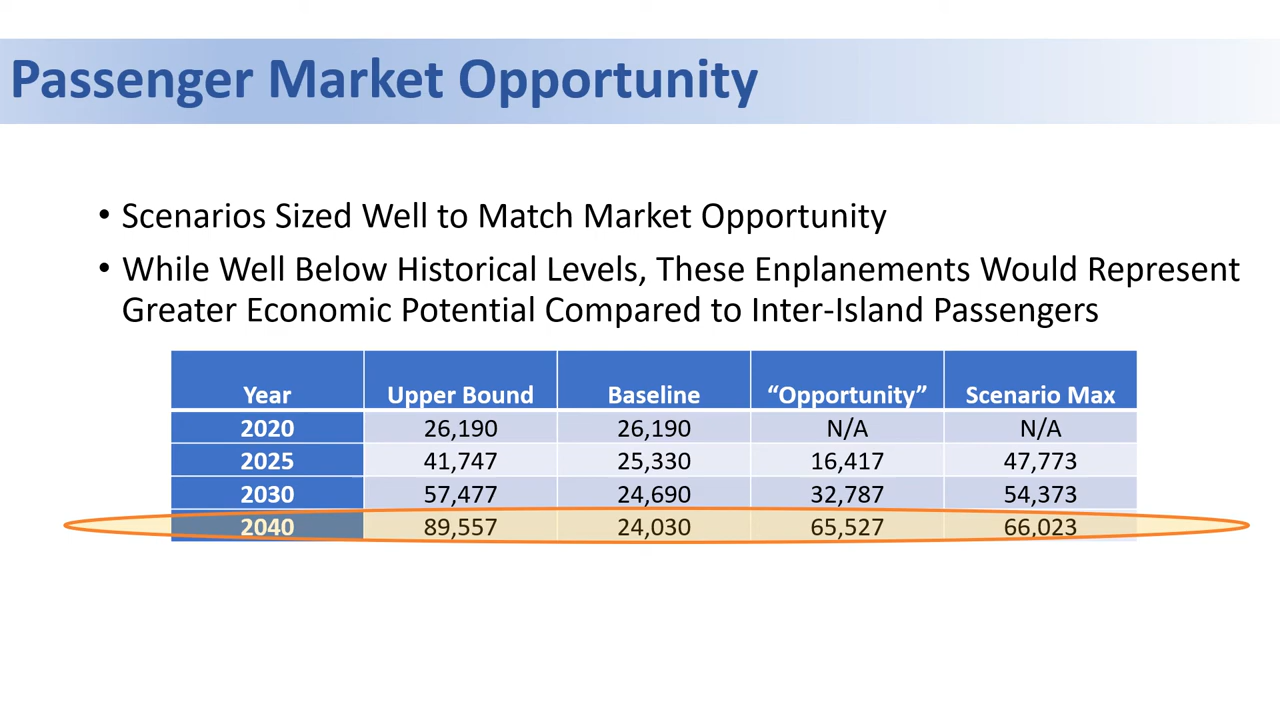 Passenger Market Opportunity
• Scenarios Sized Well to Match Market Opportunity
• While Well Below Historical Levels, These Enplanements Would Represent
Greater Economic Potential Compared to Inter-Island Passengers
Year Upper Bound Baseline “Opportunity” Scenario Max
2020 26,190 26,190 N/A N/A
2025 41,747 25,330 16,417 47,773
2030 57,477 24,690 32,787 54,373
2040 89,557 24,030 65,527 66,023